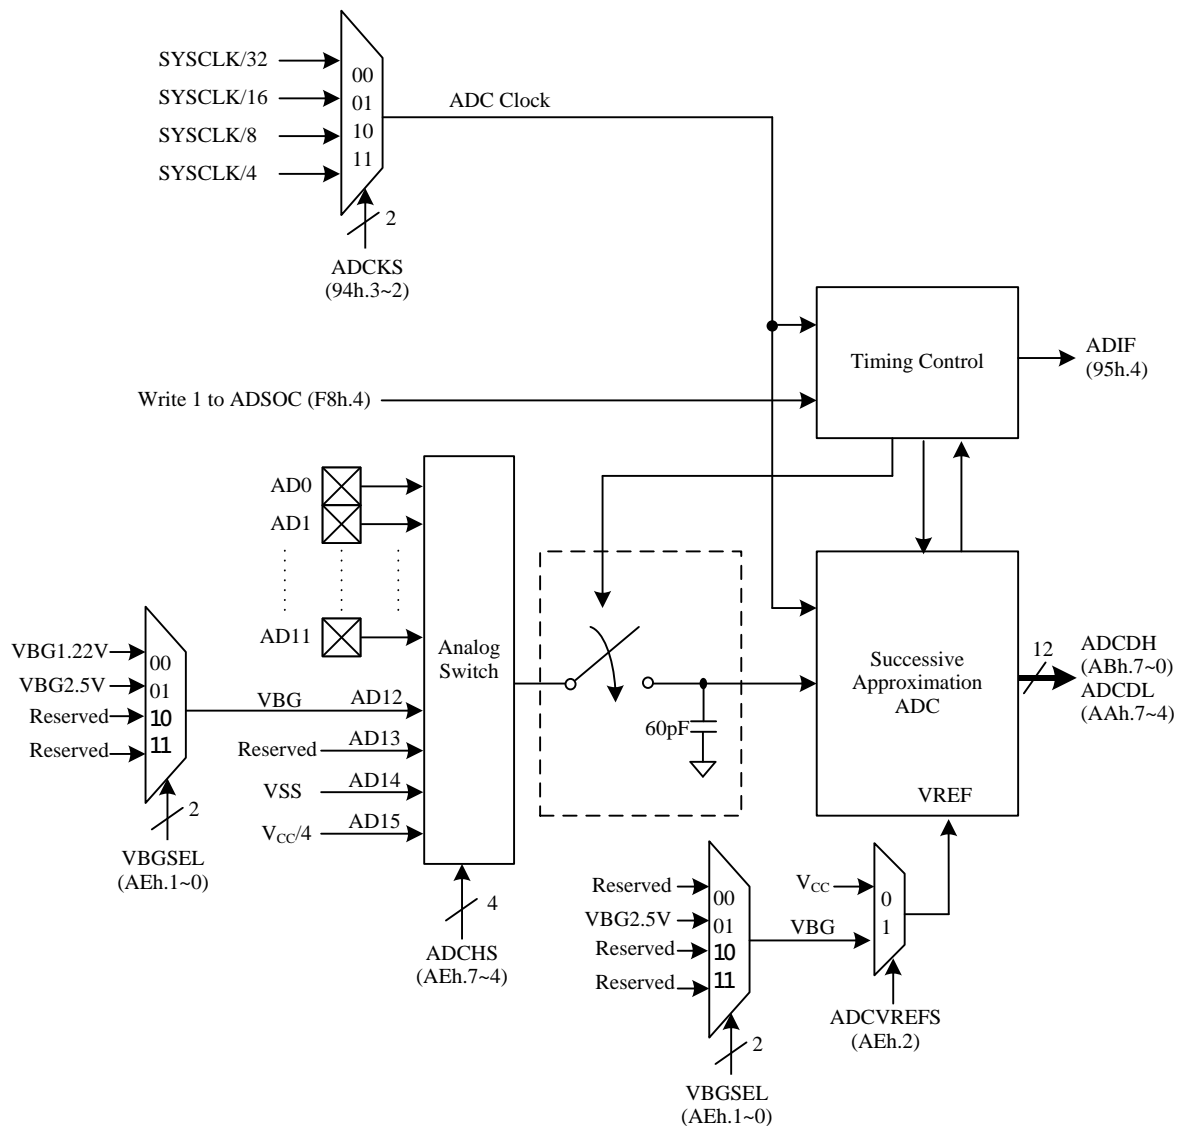 SYSCLK/32
SYSCLK/16
SYSCLK/8
SYSCLK/4
00
01
10
11
ADC Clock
2
ADCKS
(94h.3~2)
Timing Control
ADIF
(95h.4)
Write 1 to ADSOC (F8h.4)
AD0
AD1
AD11
VBG1.22V
VBG2.5V
Reserved
Reserved
00
01
10
11
2
VBGSEL
(AEh.1~0)
VBG
AD12
Reserved
AD13
VSS
AD14
VCC/4
AD15
Analog
Switch
4
ADCHS
(AEh.7~4)
60pF
Successive
Approximation
ADC
VREF
12
ADCDH
(ABh.7~0)
ADCDL
(AAh.7~4)
Reserved
VBG2.5V
Reserved
Reserved
00
01
10
11
2
VBGSEL
(AEh.1~0)
VBG
VCC
0
1
ADCVREFS
(AEh.2)